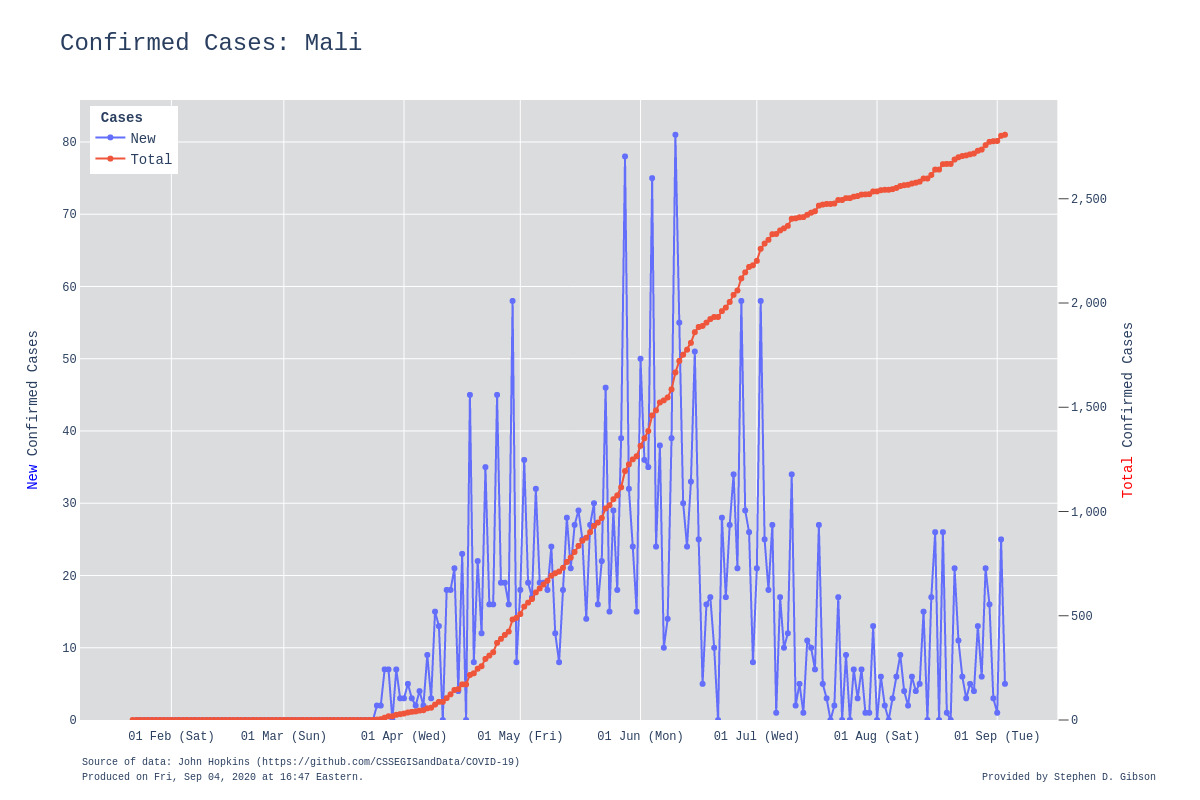 Confirmed Cases: Mali
Cases
New
Total
80
70
60
50
40
30
20
10
0
2,500
2,000
1,500
1,000
500
0
New Confirmed Cases
Total Confirmed Cases
01 Feb (Sat) 01 Mar (Sun) 01 Apr (Wed) 01 May (Fri) 01 Jun (Mon) 01 Jul (Wed) 01 Aug (Sat) 01 Sep (Tue)
Source of data: John Hopkins (https://github.com/CSSEGISandData/COVID-19)
Produced on Fri, Sep 04, 2020 at 16:47 Eastern.
Provided by Stephen D. Gibson